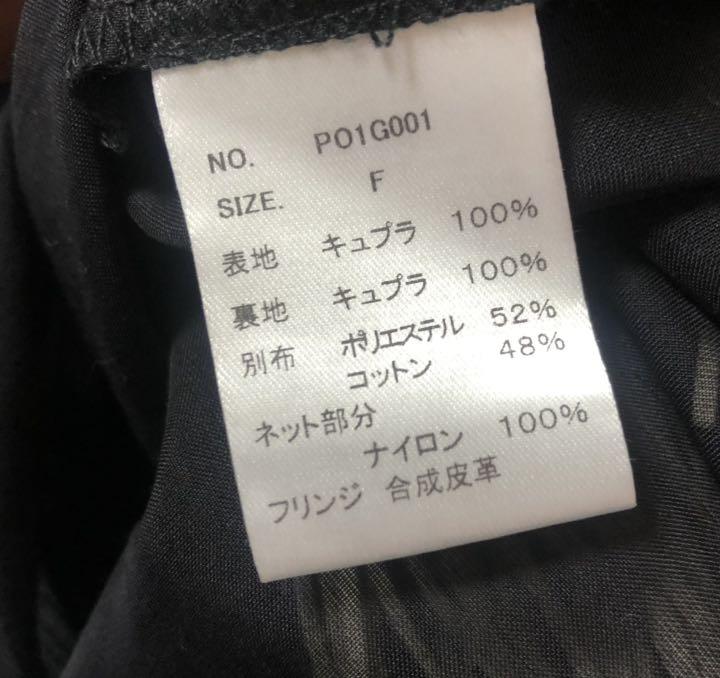 NO. PO1G001
SIZE. F
表地 キュプラ 100%
裏地 キュプラ 100%
別布 ポリエステル 52%
コットン 48%
ネット部分
ナイロン 100%
フリンジ 合成皮革